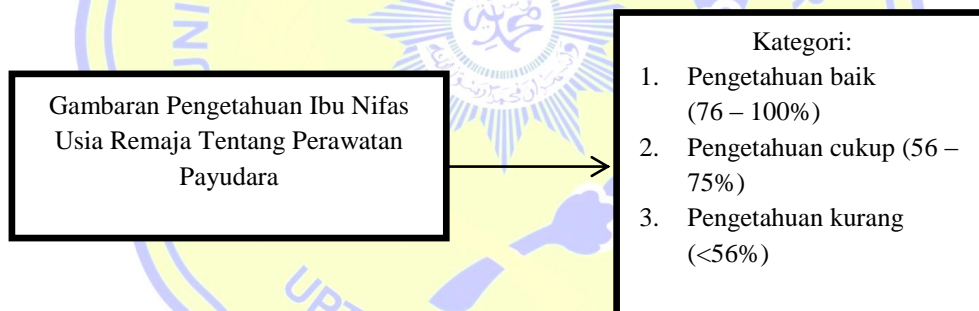 Gambaran Pengetahuan Ibu Nifas
Usia Remaja Tentang Perawatan
Payudara
Kategori:
1. Pengetahuan baik
(76 – 100%)
2. Pengetahuan cukup (56 –
75%)
3. Pengetahuan kurang
(<56%)